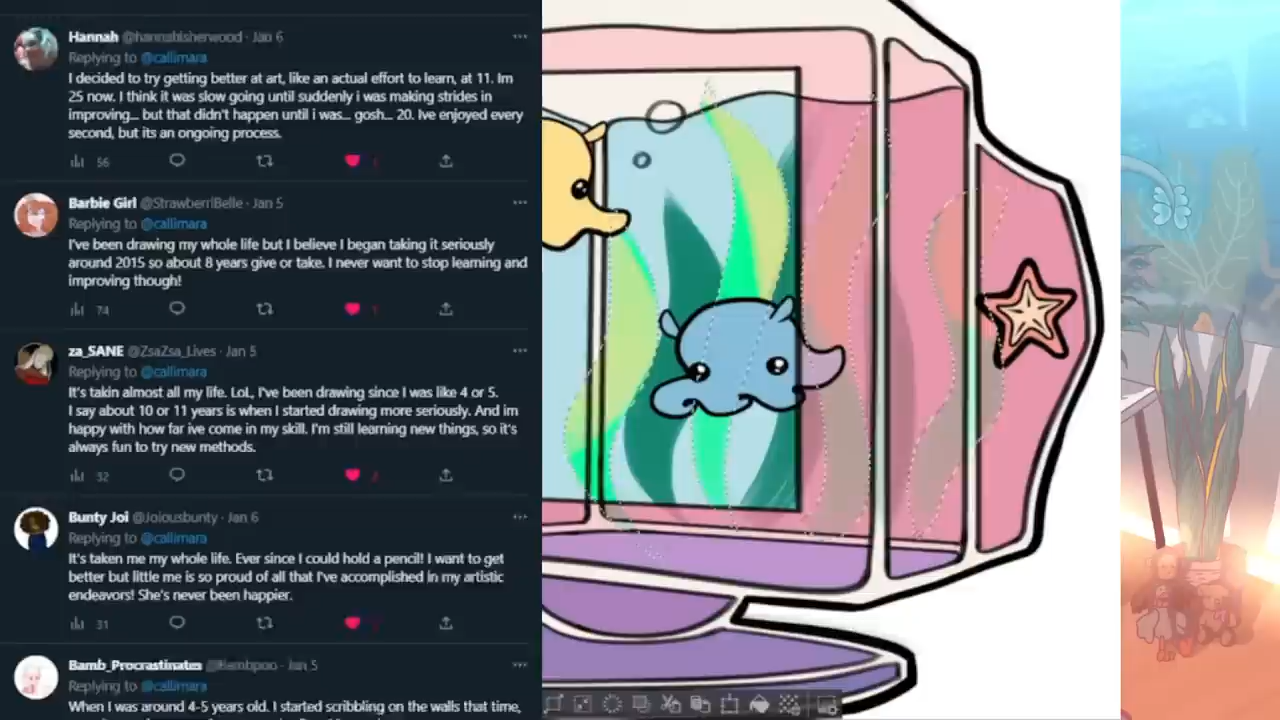 Hannah @hannahlsherwood · Jan 6
Replying to @callimara
I decided to try getting better at art, like an actual effort to learn, at 11. Im
25 now. I think it was slow going until suddenly i was making strides in
improving... but that didn't happen until i was... gosh... 20. Ive enjoyed every
second, but its an ongoing process.
56
Barbie Girl @StrawberriBelle · Jan 5
Replying to @callimara
I've been drawing my whole life but I believe I began taking it seriously
around 2015 so about 8 years give or take. I never want to stop learning and
improving though!
74 1
za_SANE @ZsaZsa_Lives · Jan 5
Replying to @callimara
It's takin almost all my life. Lol, I've been drawing since I was like 4 or 5.
I say about 10 or 11 years is when I started drawing more seriously. And im
happy with how far ive come in my skill. I'm still learning new things, so it's
always fun to try new methods.
32
Bunty Joi @Joiousbunty · Jan 6
Replying to @callimara
It's taken me my whole life. Ever since I could hold a pencil! I want to get
better but little me is so proud of all that I've accomplished in my artistic
endeavors! She's never been happier.
31
Bamb_Procrastinates @Bambpoo · Jan 5
Replying to @callimara
When I was around 4-5 years old. I started scribbling on the walls that time,